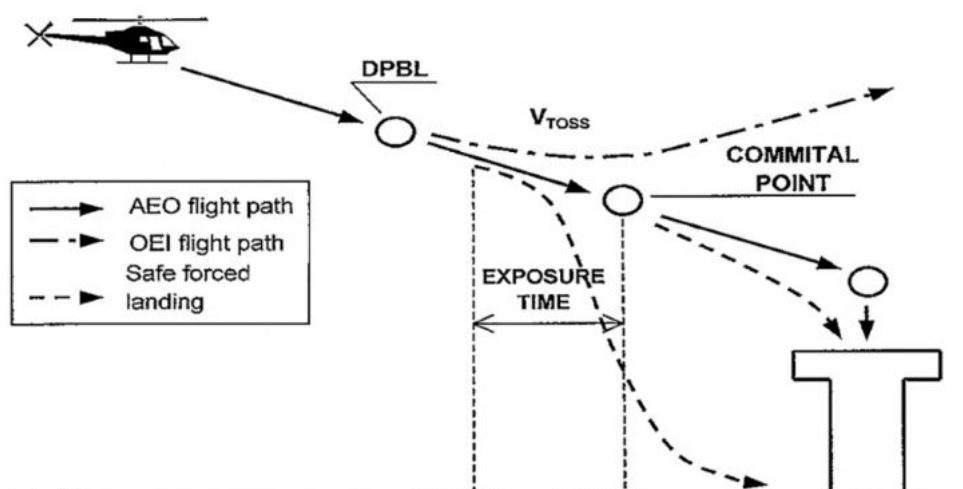 DPBL
VTOSS
COMMITAL
POINT
AEO flight path
OEI flight path
Safe forced
landing
EXPOSURE
TIME